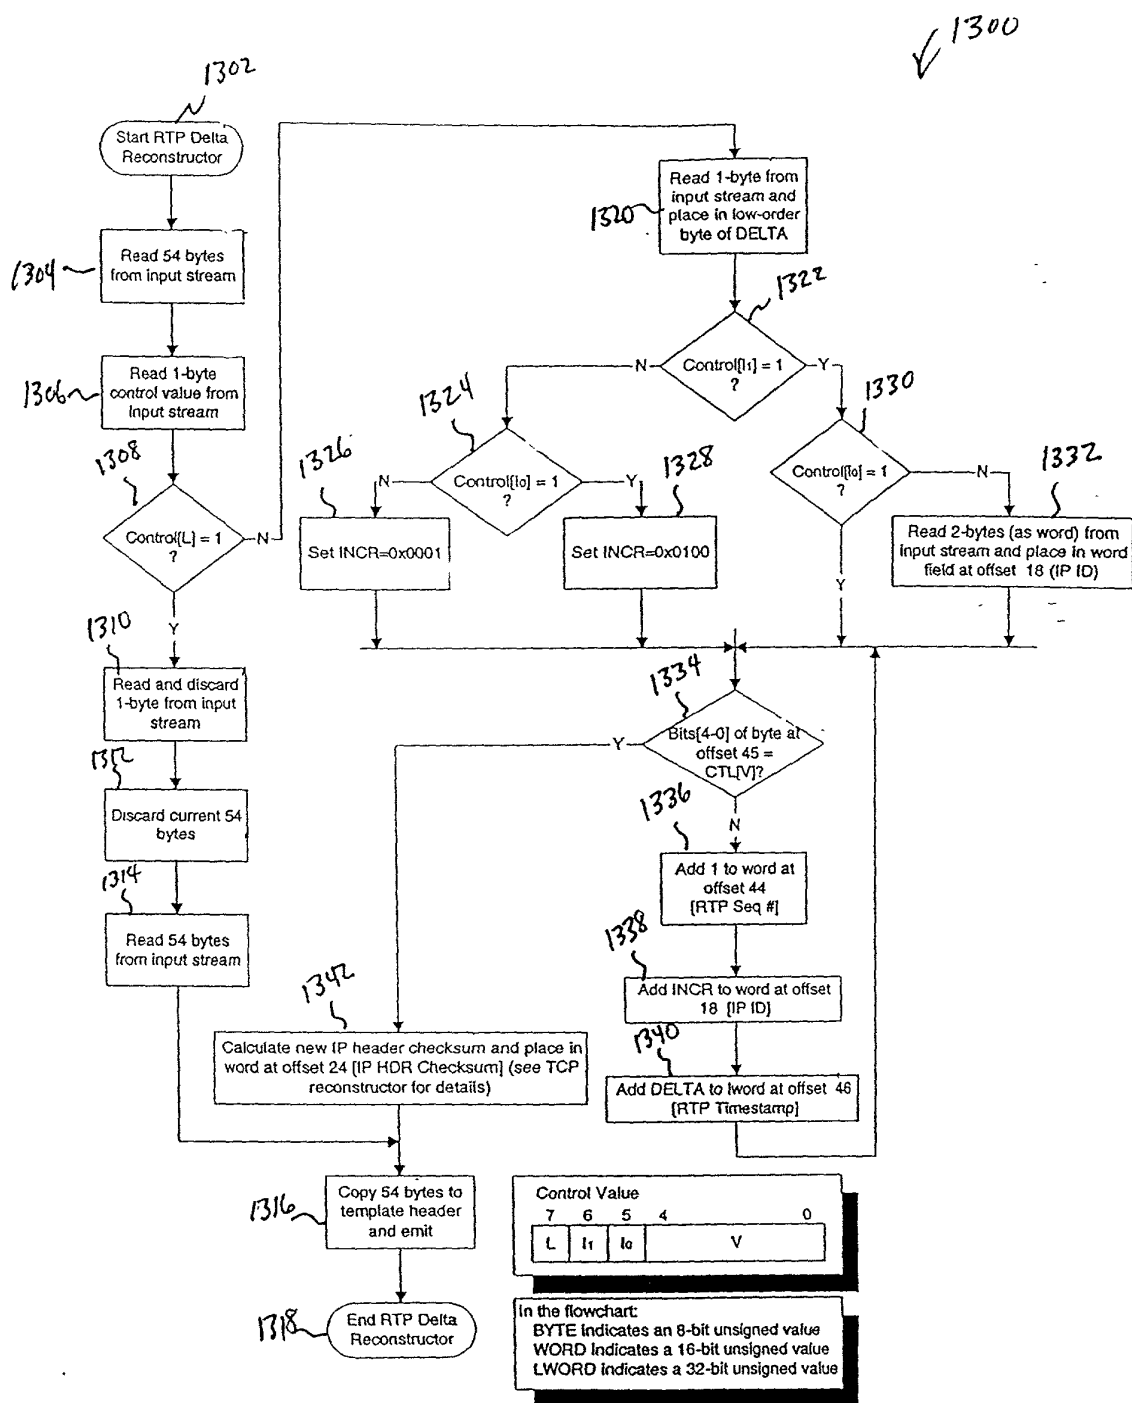 1300
1302
Start RTP Delta
Reconstructor
1304
Read 54 bytes
from input stream
1306
Read 1-byte
control value from
Input stream
1308
Control[L] = 1
?
N
Y
1310
Read and discard
1-byte from input
stream
1312
Discard current 54
bytes
1314
Read 54 bytes
from input stream
1320
Read 1-byte from
input stream and
place in low-order
byte of DELTA
1322
Control[I1] = 1
?
N
Y
1324
Control[I0] = 1
?
N
Y
1326
Set INCR=0x0001
1328
Set INCR=0x0100
1330
Control[I0] = 1
?
N
Y
1332
Read 2-bytes (as word) from
input stream and place in word
field at offset 18 (IP ID)
1334
Bits[4-0] of byte at
offset 45 =
CTL[V]?
Y
N
1336
Add 1 to word at
offset 44
[RTP Seq #]
1338
Add INCR to word at offset
18 [IP ID]
1340
Add DELTA to lword at offset 46
[RTP Timestamp]
1342
Calculate new IP header checksum and place in
word at offset 24 [IP HDR Checksum] (see TCP
reconstructor for details)
1316
Copy 54 bytes to
template header
and emit
1318
End RTP Delta
Reconstructor
Control Value
7 6 5 4 0
L I1 I0 V
In the flowchart:
BYTE indicates an 8-bit unsigned value
WORD Indicates a 16-bit unsigned value
LWORD indicates a 32-bit unsigned value